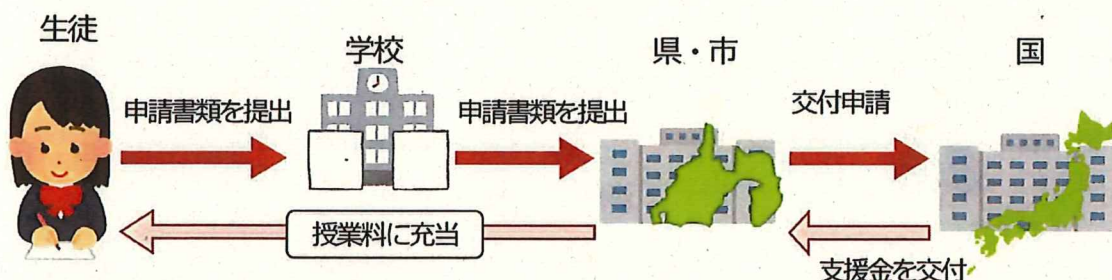 生徒
学校
県・市
国
申請書類を提出
申請書類を提出
交付申請
授業料に充当
支援金を交付